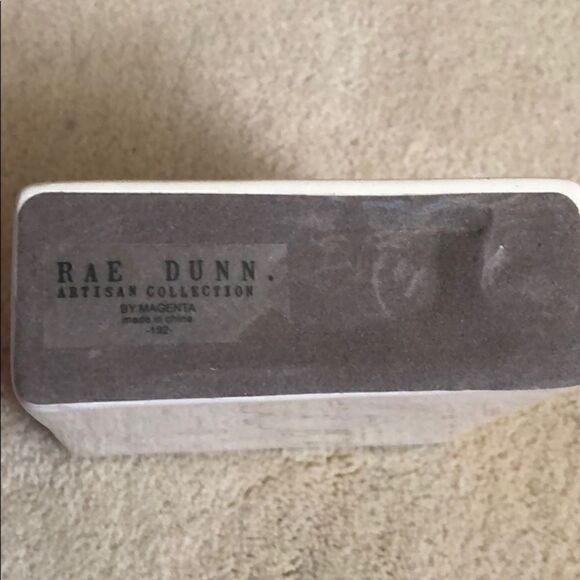 RAE DUNN.
ARTISAN COLLECTION
BY MAGENTA
made in china
-192-